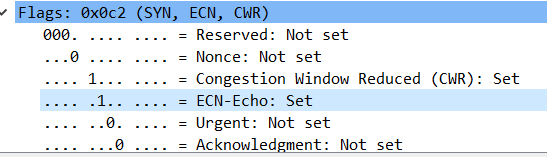 Flags: 0x0c2 (SYN, ECN, CWR)
000. .... .... = Reserved: Not set
...0 .... .... = Nonce: Not set
.... 1... .... = Congestion Window Reduced (CWR): Set
.... .1.. .... = ECN-Echo: Set
.... ..0. .... = Urgent: Not set
.... ...0 .... = Acknowledgment: Not set